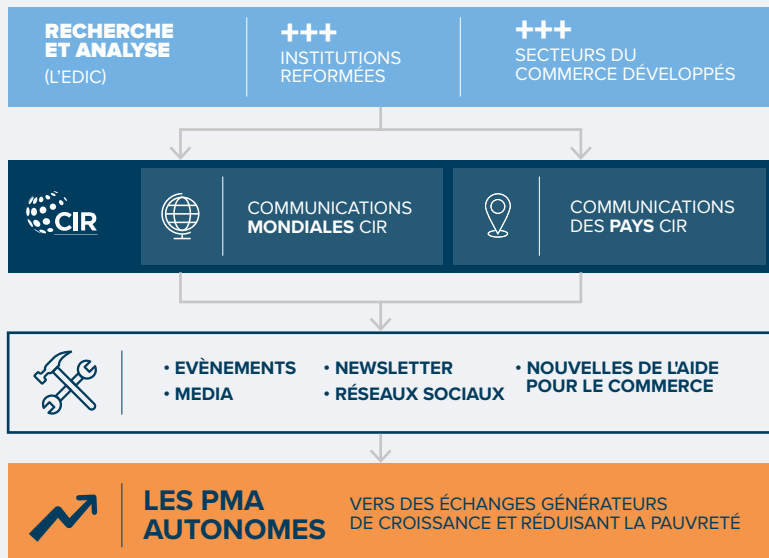 RECHERCHE
ET ANALYSE
(L'EDIC)
+++
INSTITUTIONS
REFORMÉES
+++
SECTEURS DU
COMMERCE DÉVELOPPÉS
CIR
COMMUNICATIONS
MONDIALES CIR
COMMUNICATIONS
DES PAYS CIR
• EVÈNEMENTS
• MEDIA
• NEWSLETTER
• RÉSEAUX SOCIAUX
• NOUVELLES DE L'AIDE
POUR LE COMMERCE
LES PMA
AUTONOMES
VERS DES ÉCHANGES GÉNÉRATEURS
DE CROISSANCE ET RÉDUISANT LA PAUVRETÉ